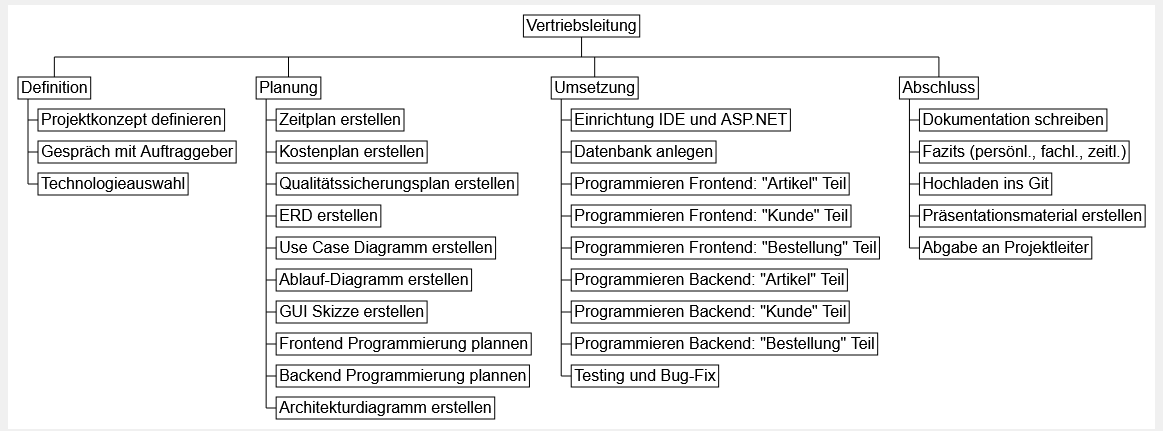 Vertriebsleitung
Definition
Projektkonzept definieren
Gespräch mit Auftraggeber
Technologieauswahl
Planung
Zeitplan erstellen
Kostenplan erstellen
Qualitätssicherungsplan erstellen
ERD erstellen
Use Case Diagramm erstellen
Ablauf-Diagramm erstellen
GUI Skizze erstellen
Frontend Programmierung plannen
Backend Programmierung plannen
Architekturdiagramm erstellen
Umsetzung
Einrichtung IDE und ASP.NET
Datenbank anlegen
Programmieren Frontend: "Artikel" Teil
Programmieren Frontend: "Kunde" Teil
Programmieren Frontend: "Bestellung" Teil
Programmieren Backend: "Artikel" Teil
Programmieren Backend: "Kunde" Teil
Programmieren Backend: "Bestellung" Teil
Testing und Bug-Fix
Abschluss
Dokumentation schreiben
Fazits (persönl., fachl., zeitl.)
Hochladen ins Git
Präsentationsmaterial erstellen
Abgabe an Projektleiter